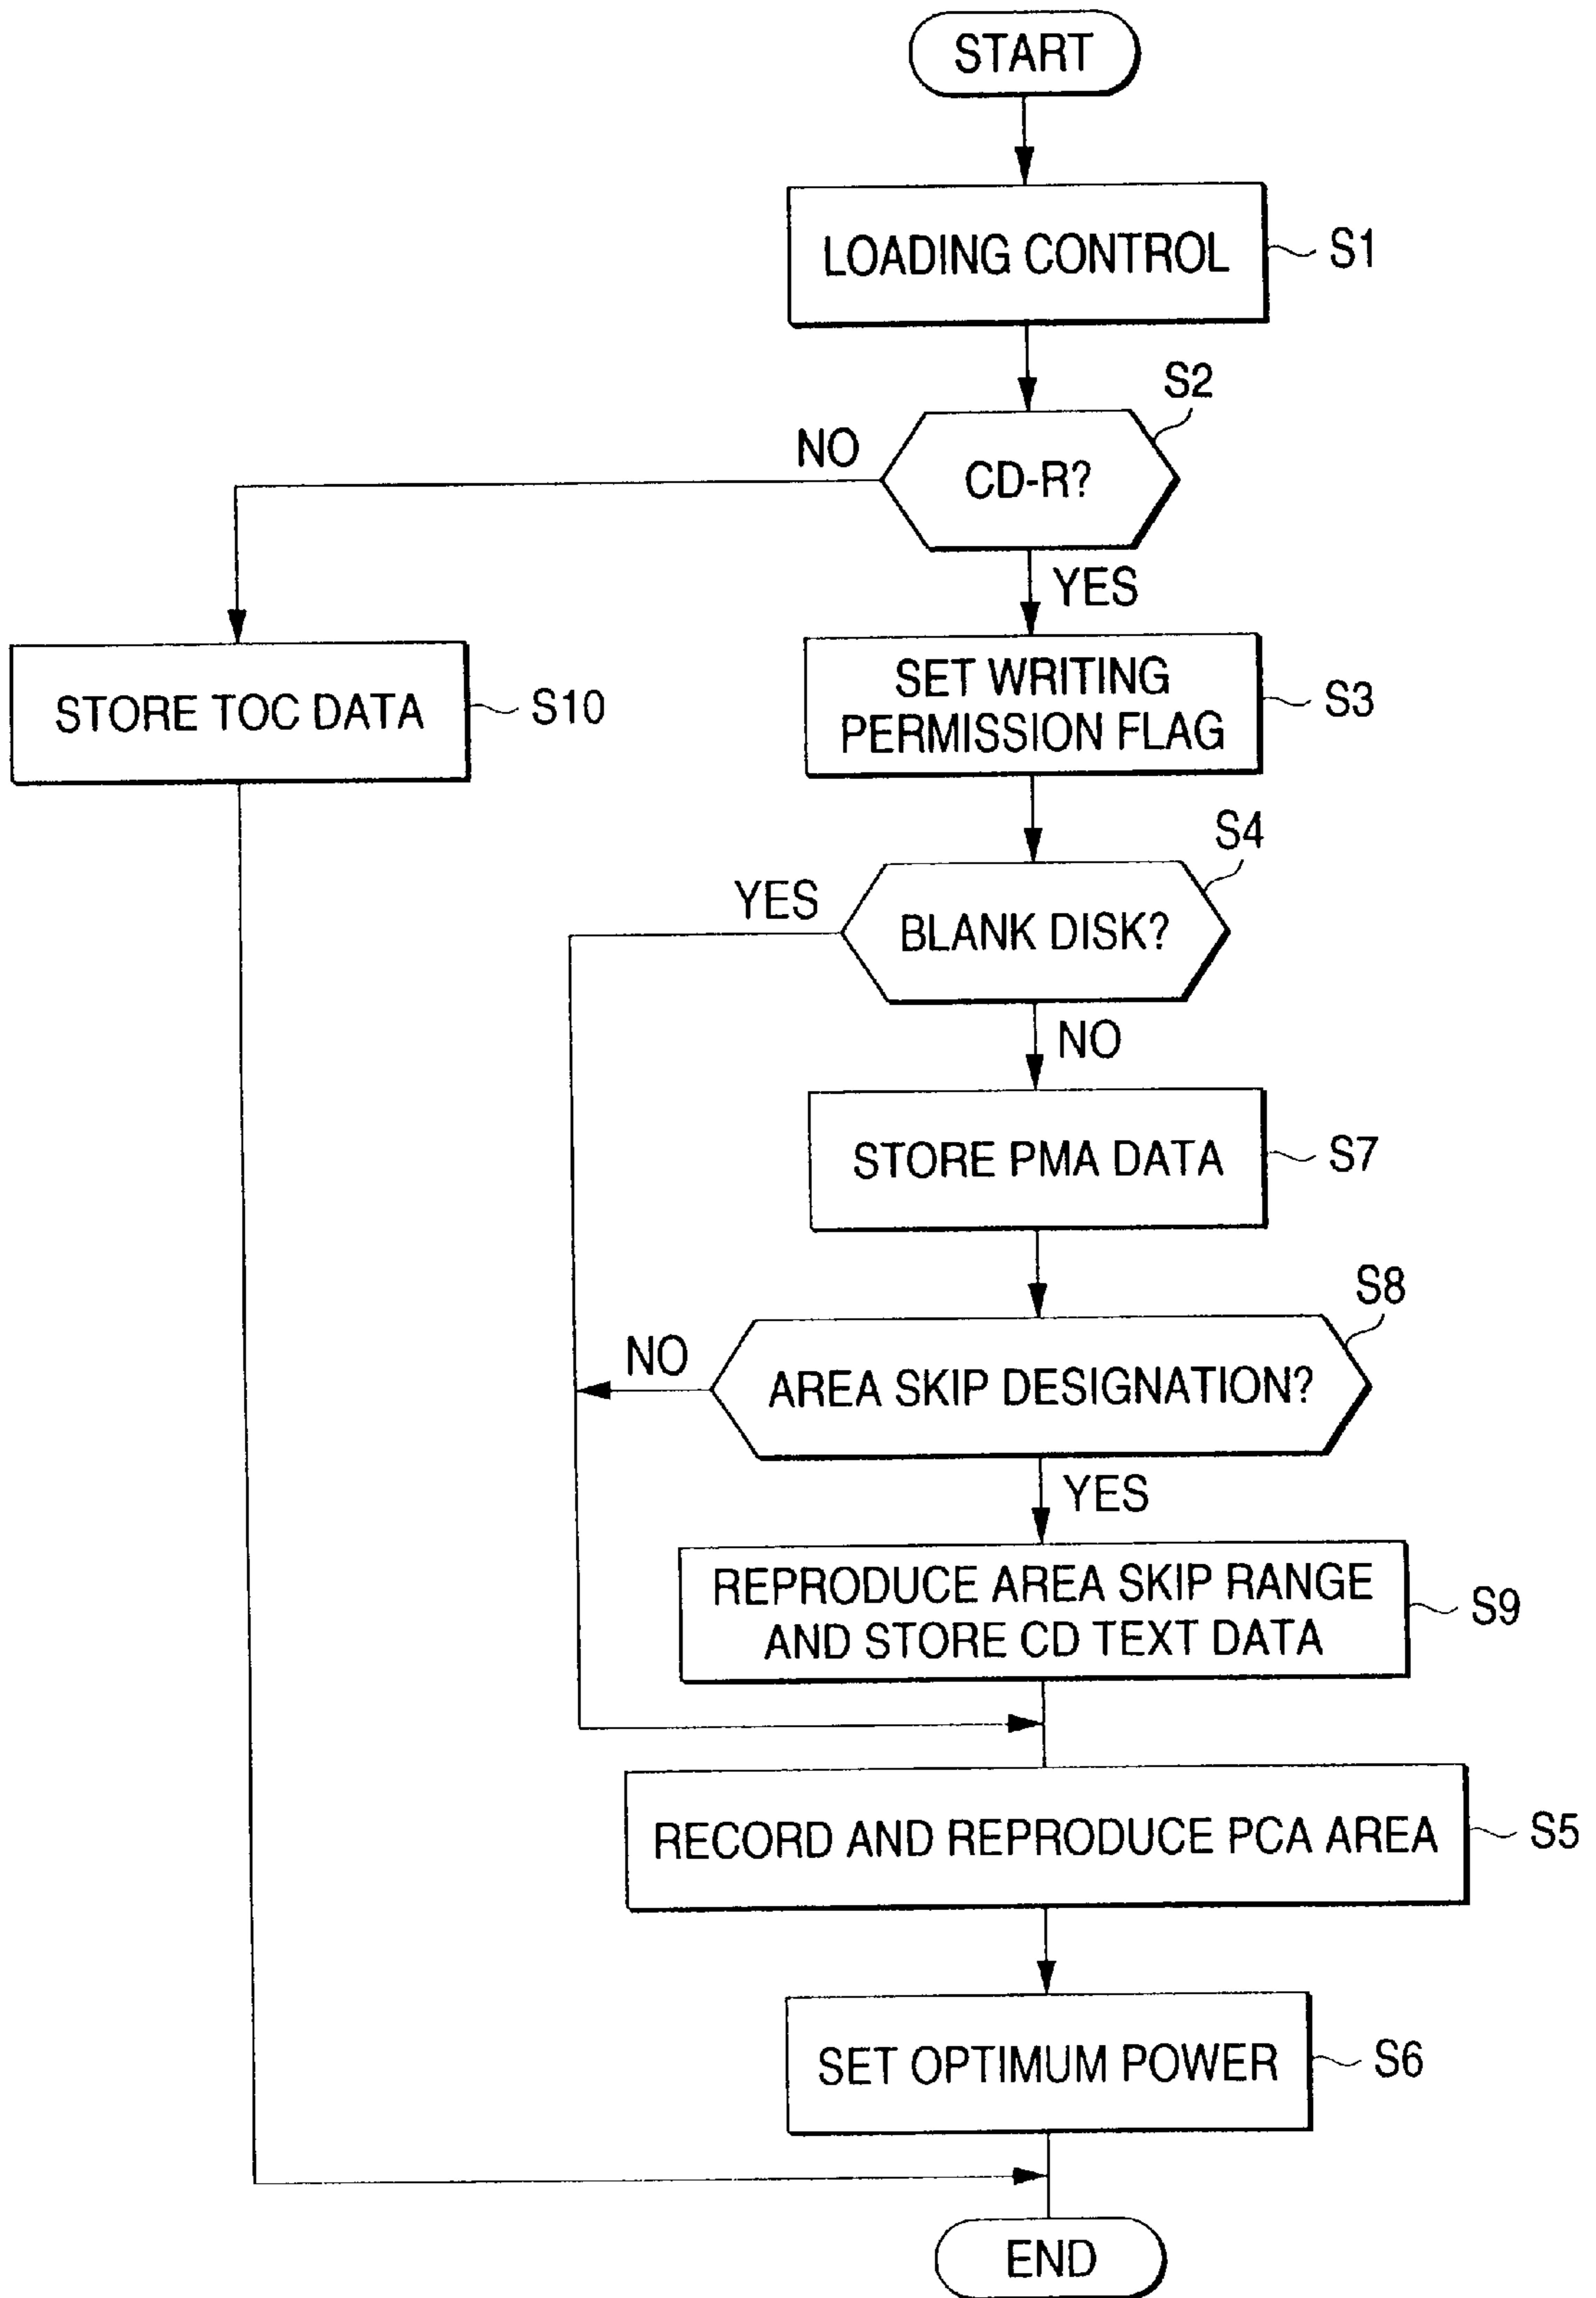 START
LOADING CONTROL
S1
S2
NO
CD-R?
YES
STORE TOC DATA
S10
SET WRITING
PERMISSION FLAG
S3
S4
YES
BLANK DISK?
NO
STORE PMA DATA
S7
S8
NO
AREA SKIP DESIGNATION?
YES
REPRODUCE AREA SKIP RANGE
AND STORE CD TEXT DATA
S9
RECORD AND REPRODUCE PCA AREA
S5
SET OPTIMUM POWER
S6
END